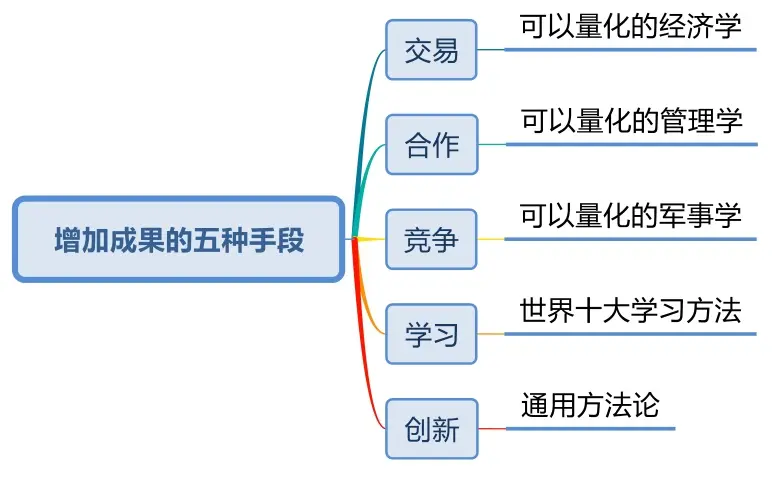 增加成果的五种手段
交易
可以量化的经济学
合作
可以量化的管理学
竞争
可以量化的军事学
学习
世界十大学习方法
创新
通用方法论